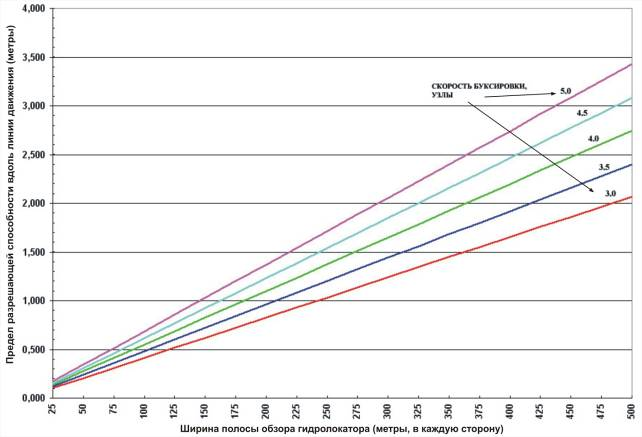 Предел разрешающей способности вдоль линии движения (метры)
4,000
3,500
3,000
2,500
2,000
1,500
1,000
0,500
0,000
СКОРОСТЬ БУКСИРОВКИ,
УЗЛЫ
5.0
4.5
4.0
3.5
3.0
25 50 75 100 125 150 175 200 225 250 275 300 325 350 375 400 425 450 475 500
Ширина полосы обзора гидролокатора (метры, в каждую сторону)